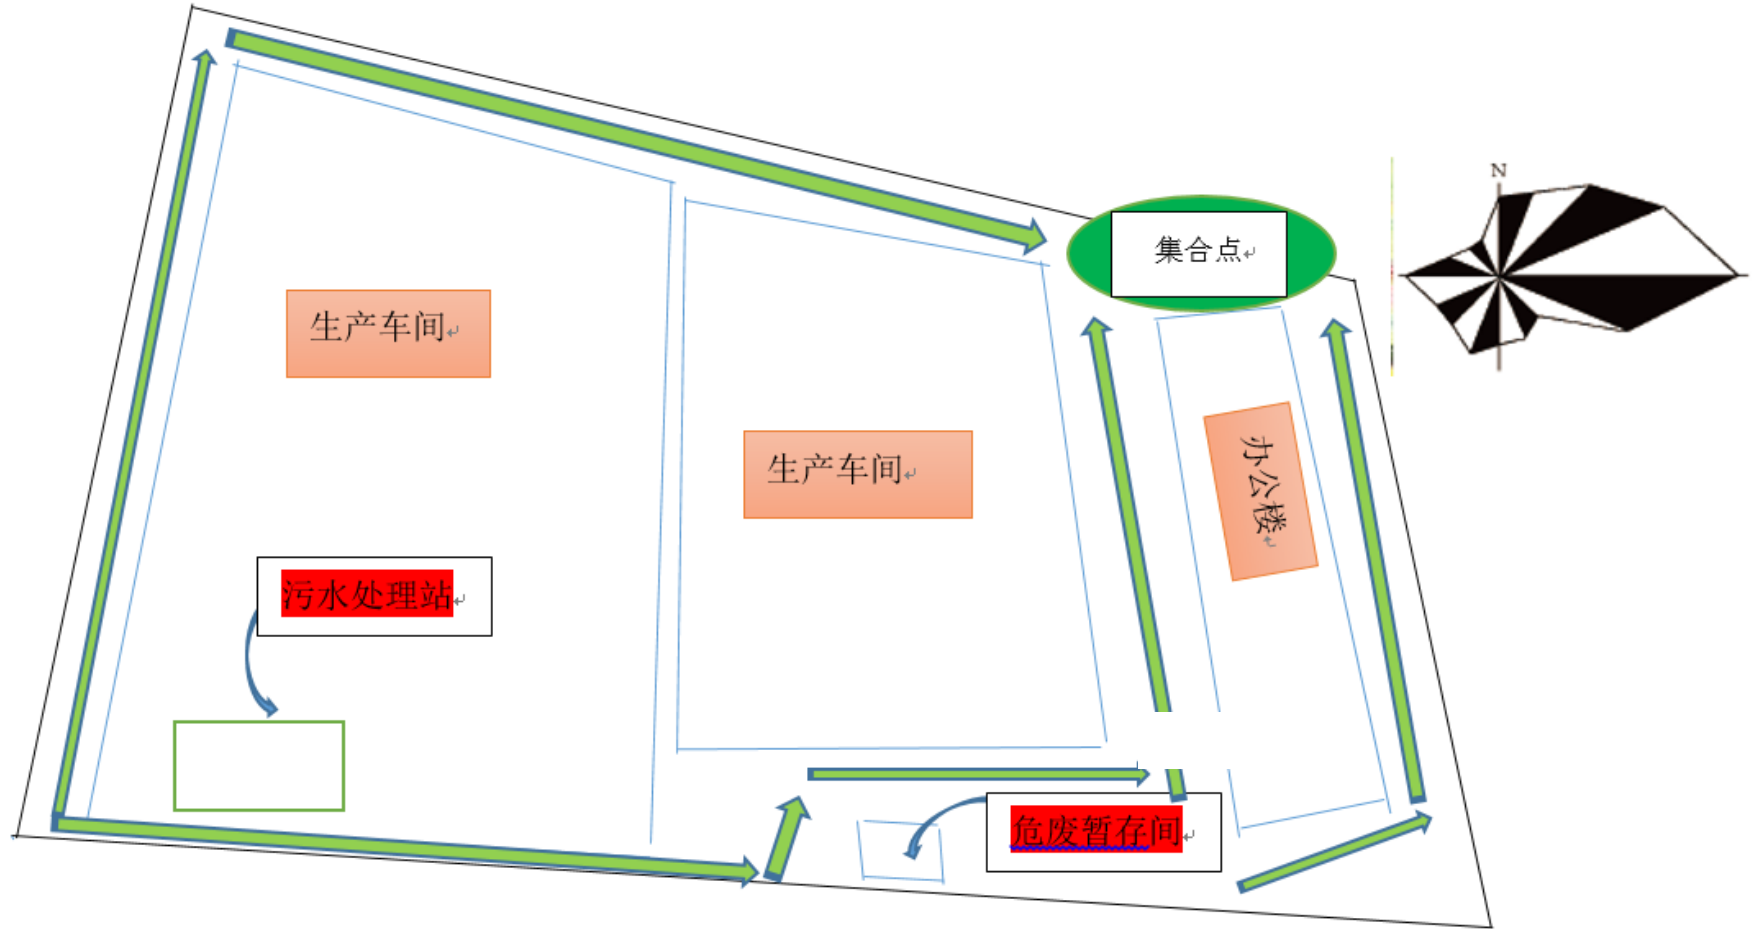 N
集合点
生产车间
生产车间
办公楼
污水处理站
危废暂存间